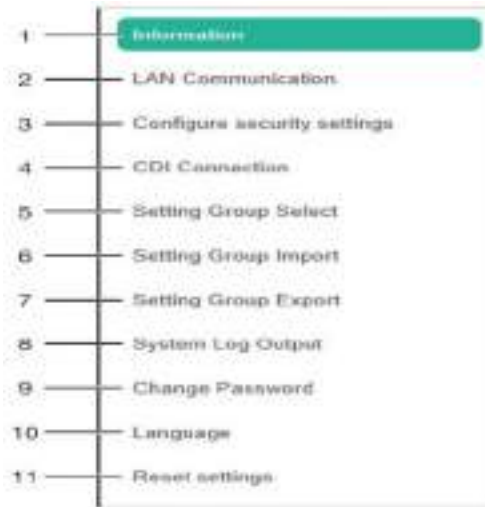 1 Information
2 LAN Communication
3 Configure security settings
4 CDI Connection
5 Setting Group Select
6 Setting Group Import
7 Setting Group Export
8 System Log Output
9 Change Password
10 Language
11 Reset settings